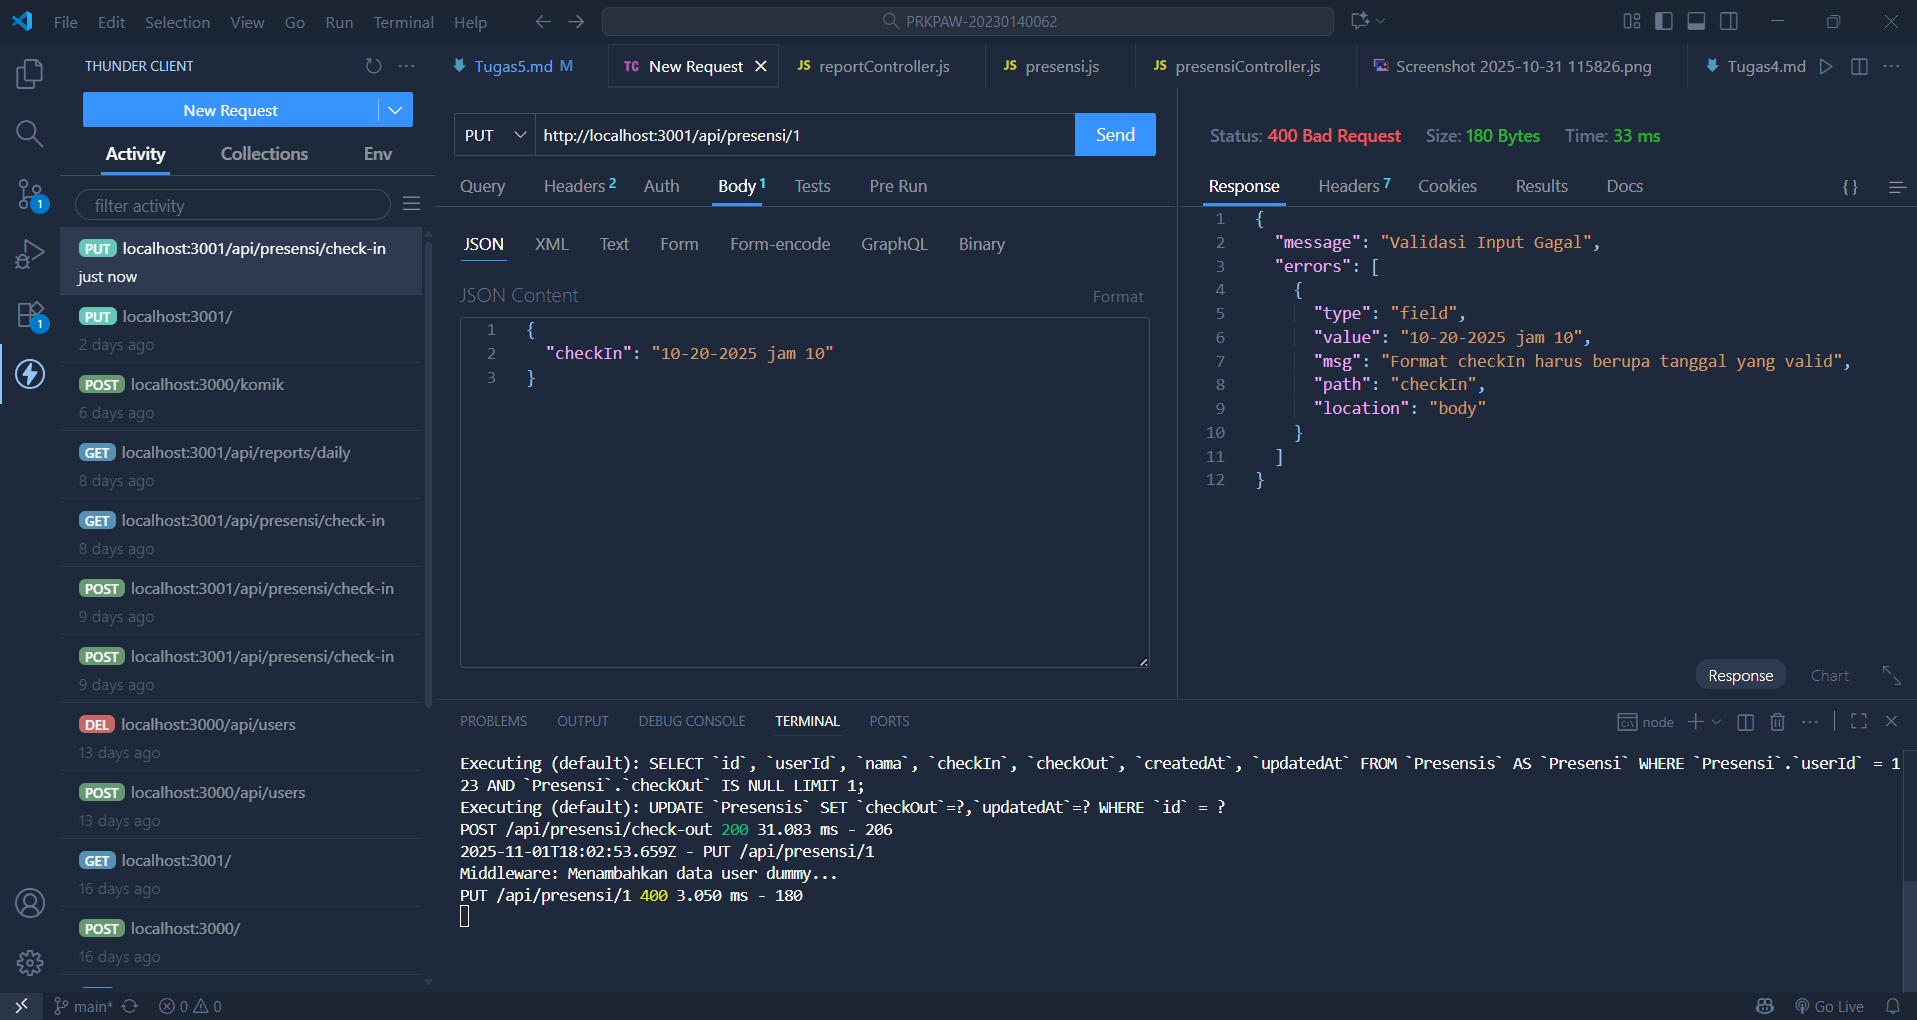 File Edit Selection View Go Run Terminal Help
PRKPAW-20230140062
THUNDER CLIENT
New Request
Activity Collections Env
filter activity
PUT localhost:3001/api/presensi/check-in
just now
PUT localhost:3001/
2 days ago
POST localhost:3000/komik
6 days ago
GET localhost:3001/api/reports/daily
8 days ago
GET localhost:3001/api/presensi/check-in
8 days ago
POST localhost:3001/api/presensi/check-in
9 days ago
POST localhost:3001/api/presensi/check-in
9 days ago
DEL localhost:3000/api/users
13 days ago
POST localhost:3000/api/users
13 days ago
GET localhost:3001/
16 days ago
POST localhost:3000/
16 days ago
1
1
Tugas5.md M
TC New Request
JS reportController.js
JS presensi.js
JS presensiController.js
Screenshot 2025-10-31 115826.png
Tugas4.md
PUT http://localhost:3001/api/presensi/1 Send
Query Headers 2 Auth Body 1 Tests Pre Run
JSON XML Text Form Form-encode GraphQL Binary
JSON Content Format
1 {
2 "checkIn": "10-20-2025 jam 10"
3 }
Status: 400 Bad Request Size: 180 Bytes Time: 33 ms
Response Headers 7 Cookies Results Docs {}
1 {
2 "message": "Validasi Input Gagal",
3 "errors": [
4 {
5 "type": "field",
6 "value": "10-20-2025 jam 10",
7 "msg": "Format checkIn harus berupa tanggal yang valid",
8 "path": "checkIn",
9 "location": "body"
10 }
11 ]
12 }
Response Chart
PROBLEMS OUTPUT DEBUG CONSOLE TERMINAL PORTS
node
Executing (default): SELECT `id`, `userId`, `nama`, `checkIn`, `checkOut`, `createdAt`, `updatedAt` FROM `Presensis` AS `Presensi` WHERE `Presensi`.`userId` = 1
23 AND `Presensi`.`checkOut` IS NULL LIMIT 1;
Executing (default): UPDATE `Presensis` SET `checkOut`=?,`updatedAt`=? WHERE `id` = ?
POST /api/presensi/check-out 200 31.083 ms - 206
2025-11-01T18:02:53.659Z - PUT /api/presensi/1
Middleware: Menambahkan data user dummy...
PUT /api/presensi/1 400 3.050 ms - 180
main* 0 0 Go Live